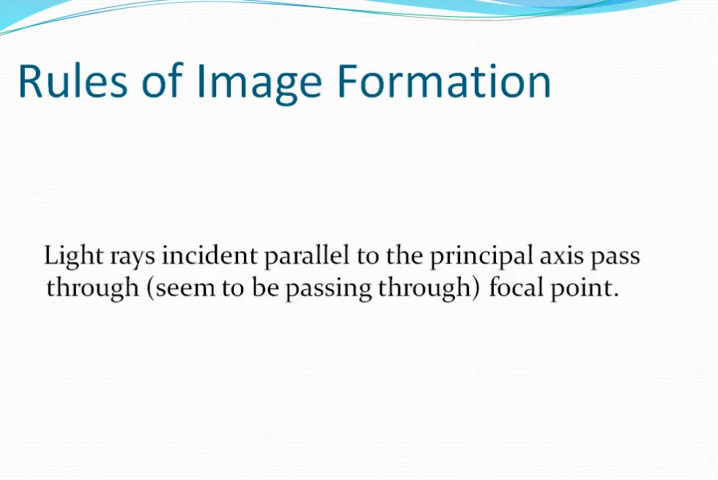 Rules of Image Formation
Light rays incident parallel to the principal axis pass
through (seem to be passing through) focal point.